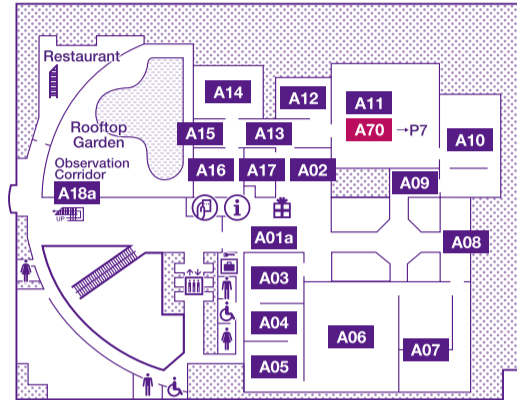 Restaurant
A14
A12
A11
A70 →P7
A10
Rooftop
Garden
A15
A13
Observation
Corridor
A18a
UP
A16
A17
A02
A09
i
A01a
A08
A03
A04
A05
A06
A07